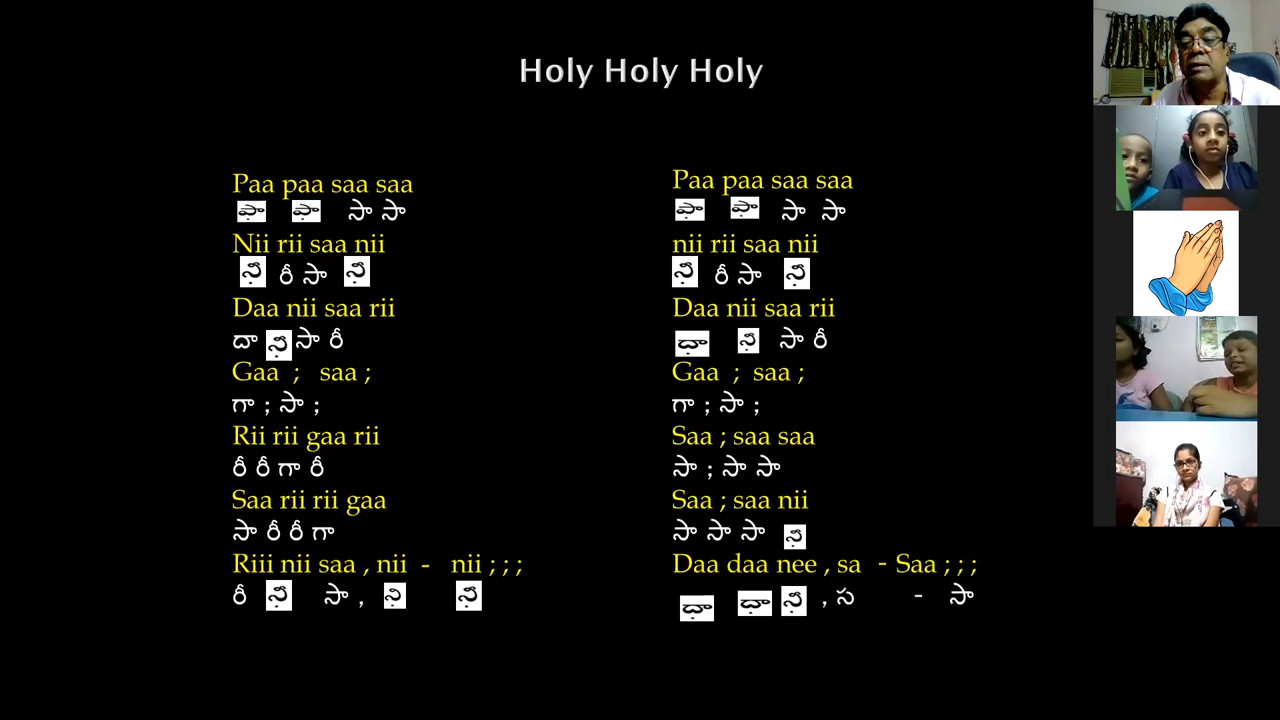 Holy Holy Holy
Paa paa saa saa
పా̣ పా̣ సా సా
Nii rii saa nii
నీ̣ రీ సా నీ̣
Daa nii saa rii
దా నీ̣ సా రీ
Gaa ; saa ;
గా ; సా ;
Rii rii gaa rii
రీ రీ గా రీ
Saa rii rii gaa
సా రీ రీ గా
Riii nii saa , nii - nii ; ; ;
రీ నీ̣ సా , ని̣ నీ̣
Paa paa saa saa
పా̣ పా̣ సా సా
nii rii saa nii
నీ̣ రీ సా నీ̣
Daa nii saa rii
ధా̣ నీ̣ సా రీ
Gaa ; saa ;
గా ; సా ;
Saa ; saa saa
సా ; సా సా
Saa ; saa nii
సా సా సా నీ̣
Daa daa nee , sa - Saa ; ; ;
ధా̣ ధా̣ నీ̣ , స - సా